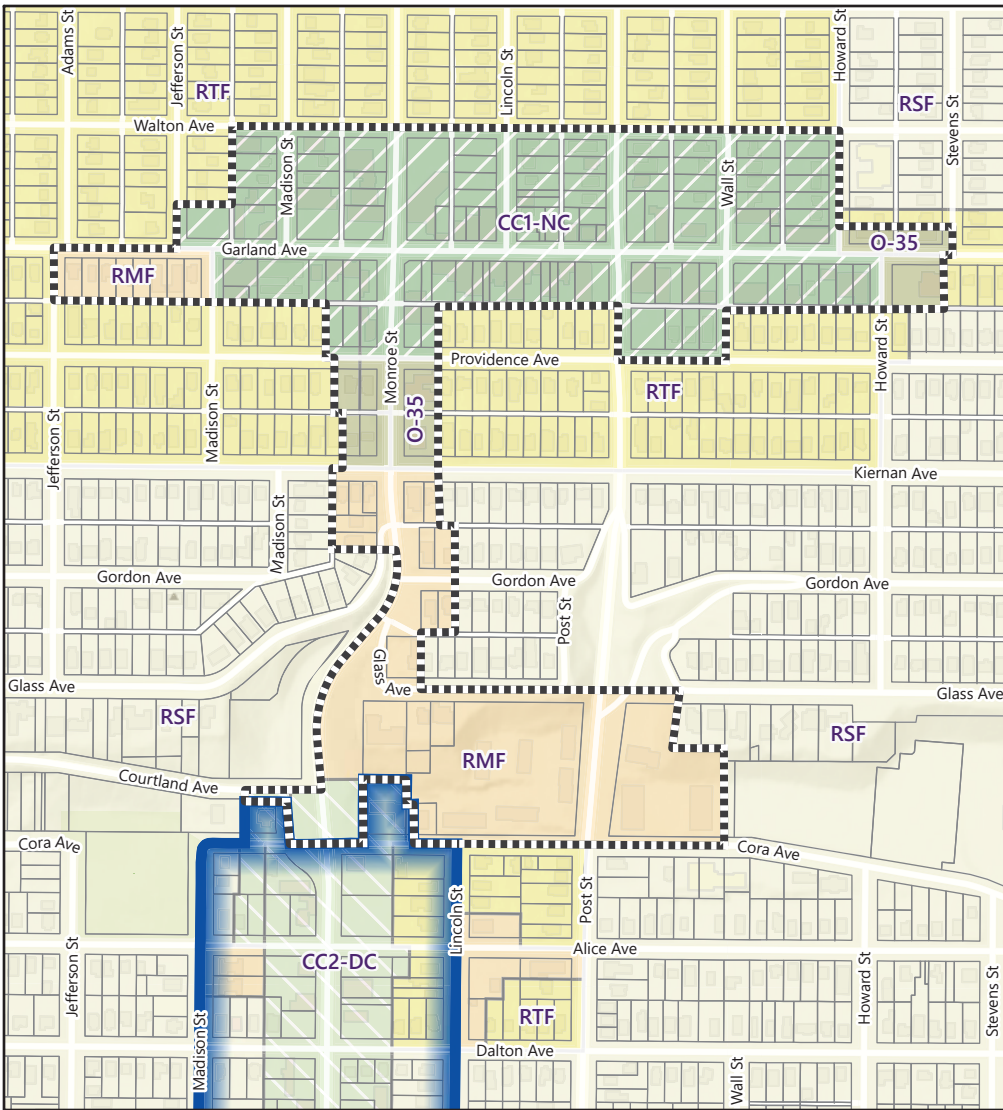 Adams St
Jefferson St
RTF
Lincoln St
Howard St
RSF
Stevens St
Walton Ave
Madison St
Wall St
CC1-NC
Garland Ave
O-35
RMF
Monroe St
Providence Ave
Howard St
RTF
O-35
Jefferson St
Madison St
Kiernan Ave
Madison St
Gordon Ave
Gordon Ave
Gordon Ave
Post St
Glass Ave
Glass
Ave
Glass Ave
RSF
RSF
RMF
Courtland Ave
Cora Ave
Cora Ave
Lincoln St
Post St
Jefferson St
Alice Ave
CC2-DC
Howard St
Stevens St
RTF
Madison St
Dalton Ave
Wall St